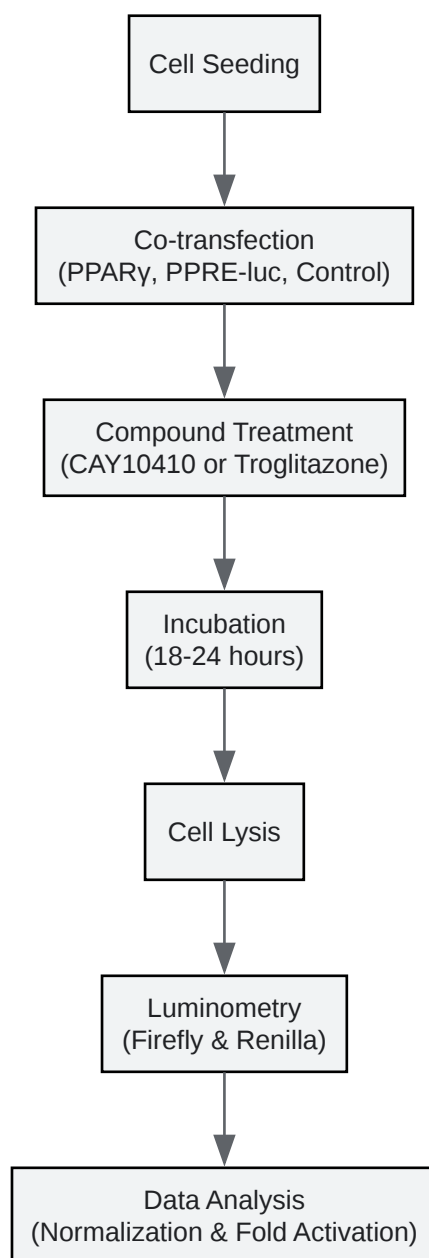 Cell Seeding
Co-transfection
(PPARγ, PPRE-luc, Control)
Compound Treatment
(CAY10410 or Troglitazone)
Incubation
(18-24 hours)
Cell Lysis
Luminometry
(Firefly & Renilla)
Data Analysis
(Normalization & Fold Activation)